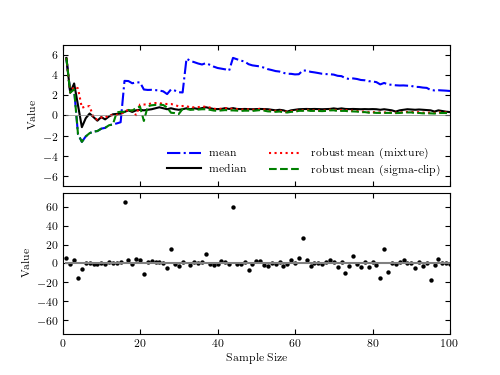 6
4
2
0
−2
−4
−6
Value
mean
median
robust mean (mixture)
robust mean (sigma-clip)
60
40
20
0
−20
−40
−60
Value
0 20 40 60 80 100
Sample Size